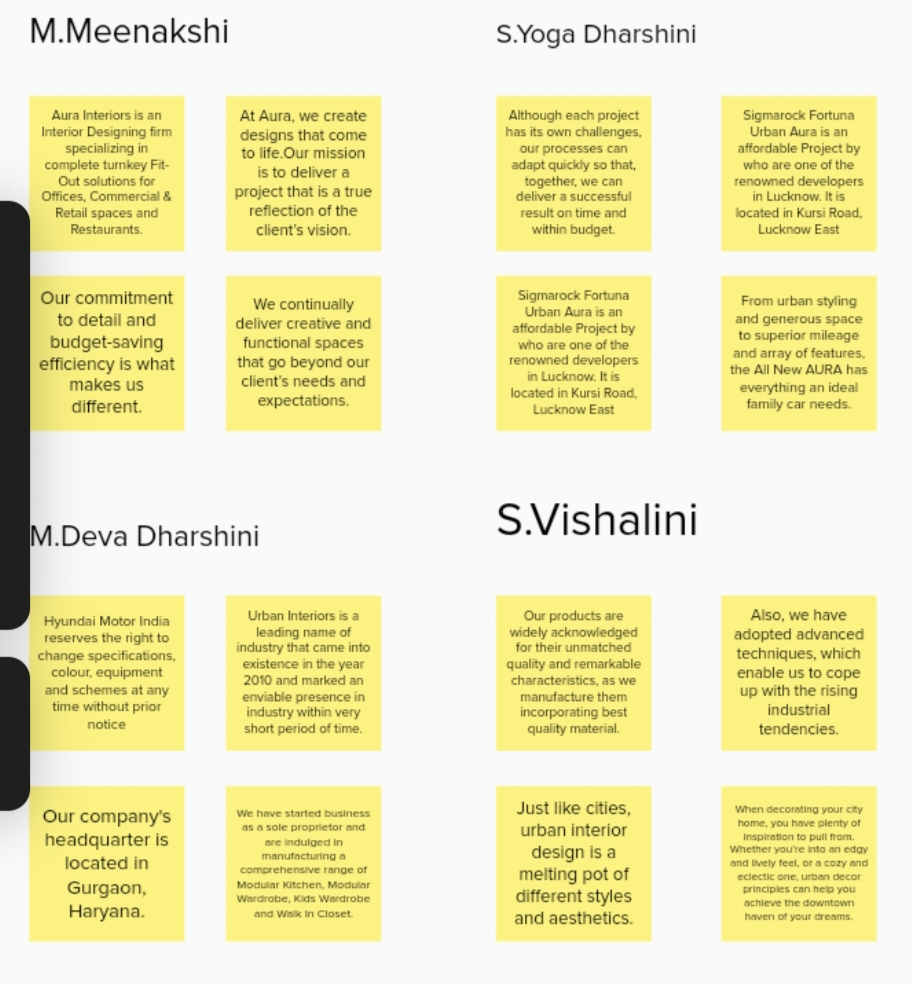 M.Meenakshi
Aura Interiors is an
Interior Designing firm
specializing in
complete turnkey Fit-
Out solutions for
Offices, Commercial &
Retail spaces and
Restaurants.
At Aura, we create
designs that come
to life.Our mission
is to deliver a
project that is a true
reflection of the
client's vision.
Our commitment
to detail and
budget-saving
efficiency is what
makes us
different.
We continually
deliver creative and
functional spaces
that go beyond our
client's needs and
expectations.
S.Yoga Dharshini
Although each project
has its own challenges,
our processes can
adapt quickly so that,
together, we can
deliver a successful
result on time and
within budget.
Sigmarock Fortuna
Urban Aura is an
affordable Project by
who are one of the
renowned developers
in Lucknow. It is
located in Kursi Road,
Lucknow East
Sigmarock Fortuna
Urban Aura is an
affordable Project by
who are one of the
renowned developers
in Lucknow. It is
located in Kursi Road,
Lucknow East
From urban styling
and generous space
to superior mileage
and array of features,
the All New AURA has
everything an ideal
family car needs.
M.Deva Dharshini
Hyundai Motor India
reserves the right to
change specifications,
colour, equipment
and schemes at any
time without prior
notice
Urban Interiors is a
leading name of
industry that came into
existence in the year
2010 and marked an
enviable presence in
industry within very
short period of time.
Our company's
headquarter is
located in
Gurgaon,
Haryana.
We have started business
as a sole proprietor and
are indulged in
manufacturing a
comprehensive range of
Modular Kitchen, Modular
Wardrobe, Kids Wardrobe
and Walk In Closet.
S.Vishalini
Our products are
widely acknowledged
for their unmatched
quality and remarkable
characteristics, as we
manufacture them
incorporating best
quality material.
Also, we have
adopted advanced
techniques, which
enable us to cope
up with the rising
industrial
tendencies.
Just like cities,
urban interior
design is a
melting pot of
different styles
and aesthetics.
When decorating your city
home, you have plenty of
inspiration to pull from.
Whether you're into an edgy
and lively feel, or a cozy and
eclectic one, urban decor
principles can help you
achieve the downtown
haven of your dreams.